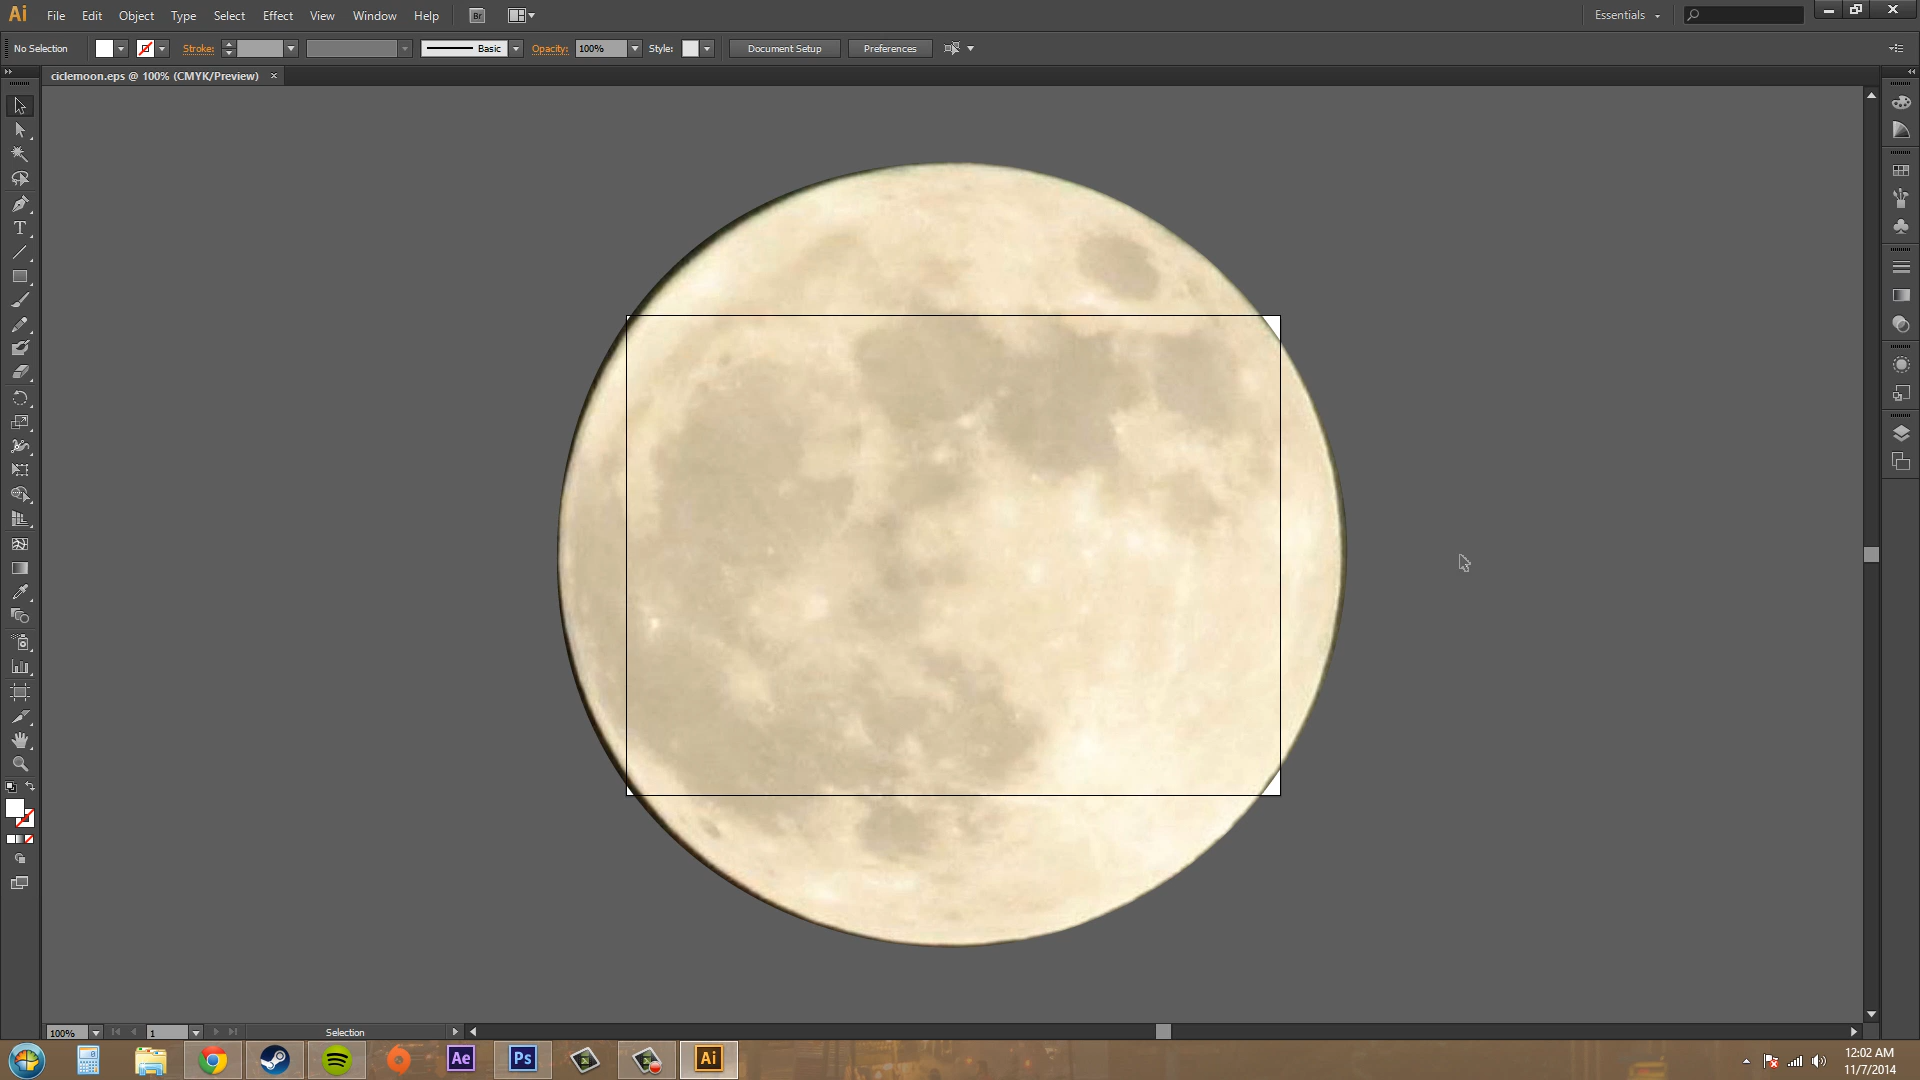 Ai File Edit Object Type Select Effect View Window Help Br Essentials
No Selection Stroke: Basic Opacity: 100% Style: Document Setup Preferences
ciclemoon.eps @ 100% (CMYK/Preview) ×
T
100% 1 Selection
Ae Ps Ai
12:02 AM
11/7/2014